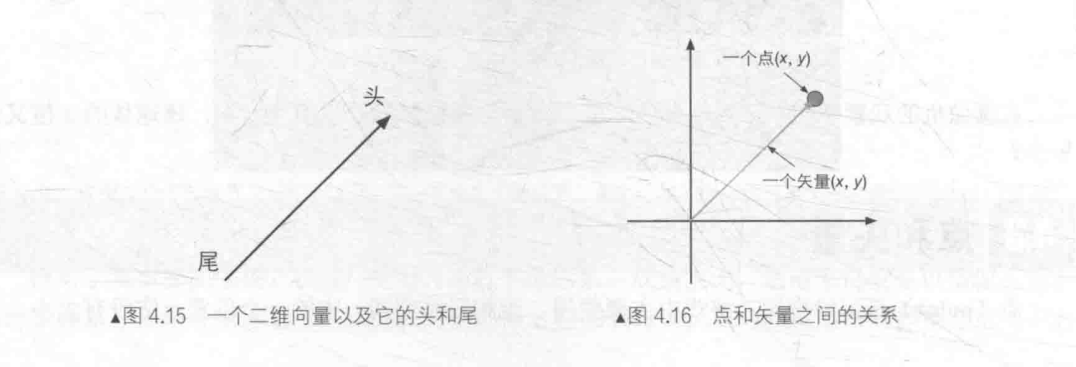 头
尾
▲图 4.15 一个二维向量以及它的头和尾
一个点(x, y)
一个矢量(x, y)
▲图 4.16 点和矢量之间的关系